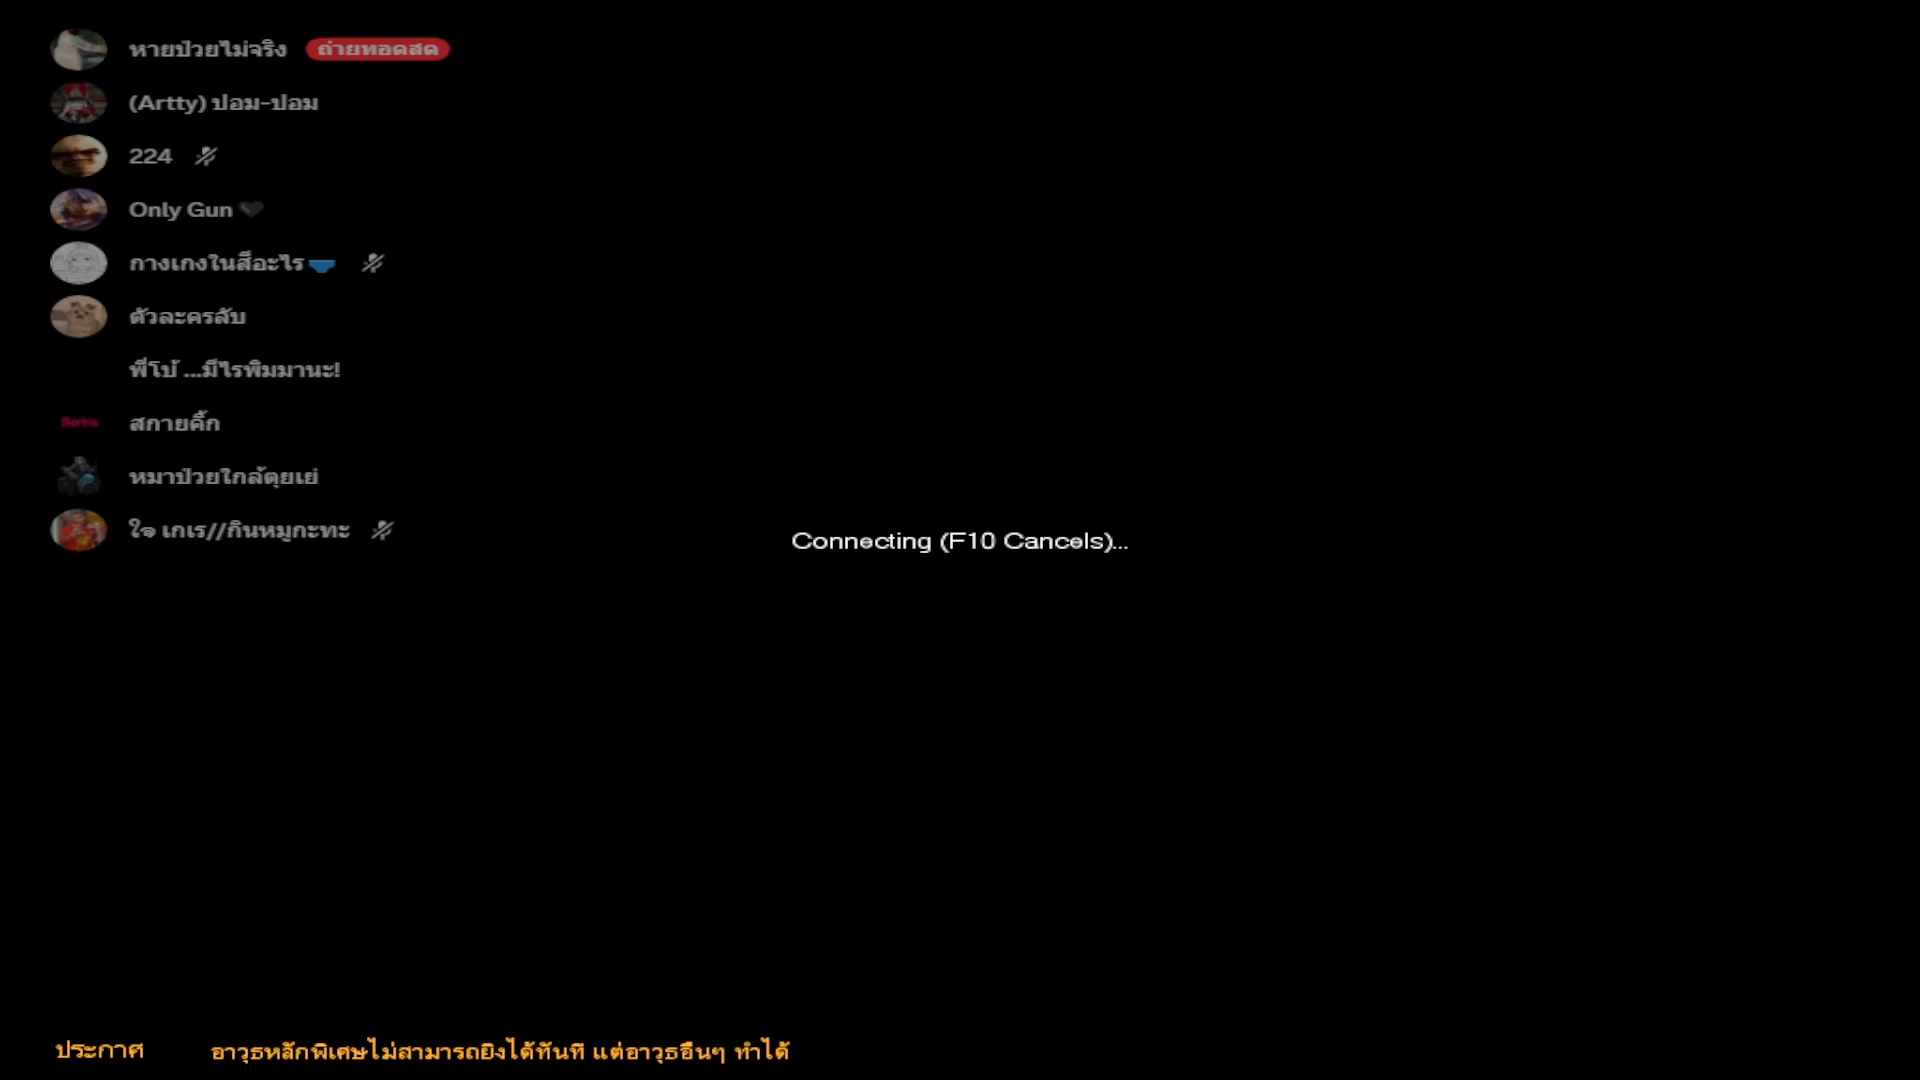 หายป่วยไม่จริง ถ่ายทอดสด
(Artty) ปอม-ปอม
224
Only Gun
กางเกงในสีอะไร
ตัวละครลับ
พี่โบ้ ...มีไรพิมมานะ!
Barbie
สกายคิ๊ก
หมาป่วยใกล้ตุยเย่
ใจ๋ เกเร//กินหมูกะทะ
Connecting (F10 Cancels)...
ประกาศ อาวุธหลักพิเศษไม่สามารถยิงได้ทันที แต่อาวุธอื่นๆ ทำได้